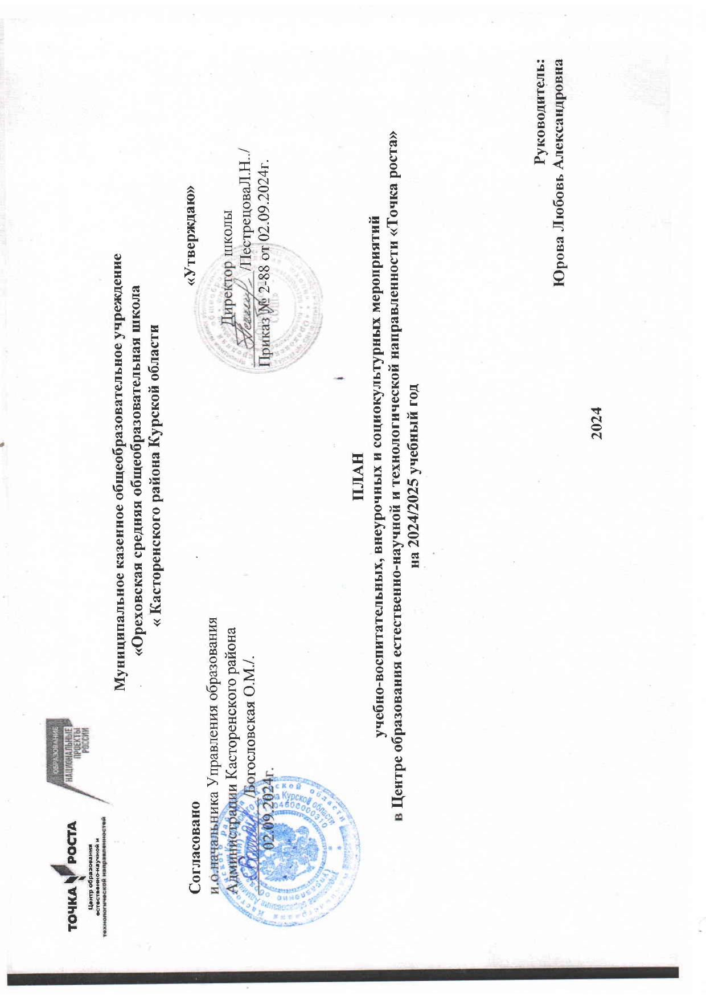 ТОЧКА РОСТА
Центр образования
естественно-научной и
технологической направленностей
ОБРАЗОВАНИЕ
НАЦИОНАЛЬНЫЕ
ПРОЕКТЫ
РОССИИ
Муниципальное казенное общеобразовательное учреждение
«Ореховская средняя общеобразовательная школа
« Касторенского района Курской области
Согласовано
и.о.начальника Управления образования
Администрации Касторенского района
/Богословская О.М./.
02.09.2024г.
«Утверждаю»
Директор школы
/ПестрецоваЛ.Н../
Приказ № 2-88 от 02.09.2024г.
ПЛАН
учебно-воспитательных, внеурочных и социокультурных мероприятий
в Центре образования естественно-научной и технологической направленности «Точка роста»
на 2024/2025 учебный год
Руководитель:
Юрова Любовь Александровна
2024